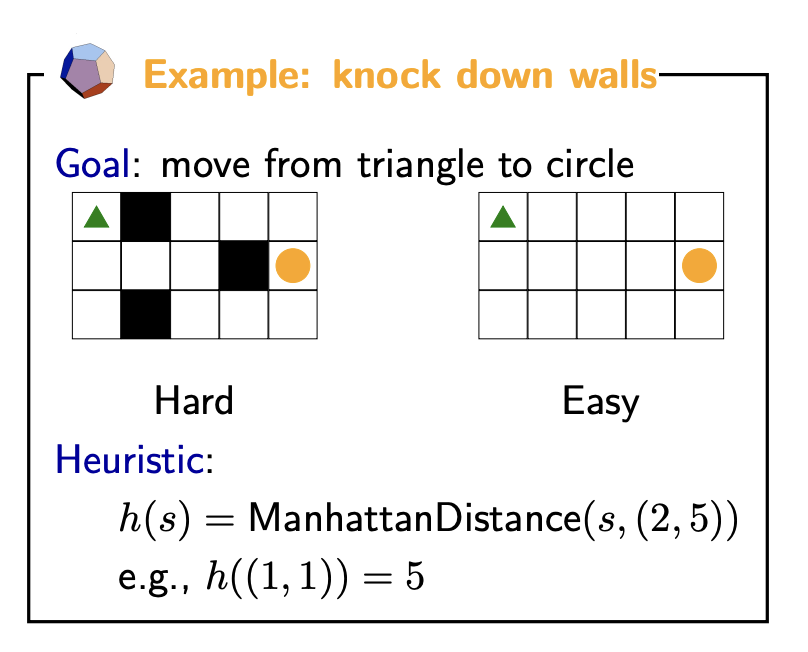 Example: knock down walls
Goal: move from triangle to circle
Hard Easy
Heuristic:
h(s) = ManhattanDistance(s, (2, 5))
e.g., h((1, 1)) = 5